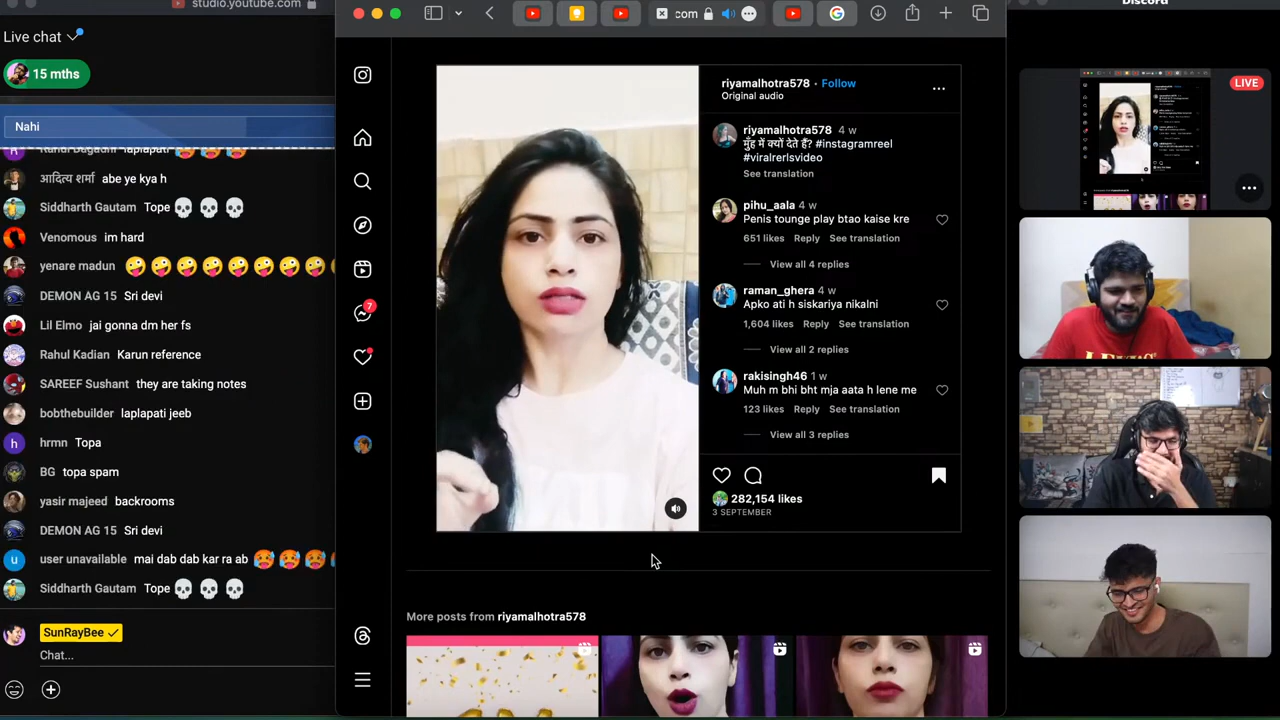 studio.youtube.com
Live chat
15 mths
Nahi
laplapati
आदित्य शर्मा abe ye kya h
Siddharth Gautam Tope
Venomous im hard
yenare madun
DEMON AG 15 Sri devi
Lil Elmo jai gonna dm her fs
Rahul Kadian Karun reference
SAREEF Sushant they are taking notes
bobthebuilder laplapati jeeb
h hrmn Topa
BG topa spam
yasir majeed backrooms
DEMON AG 15 Sri devi
u user unavailable mai dab dab kar ra ab
Siddharth Gautam Tope
SunRayBee
Chat...
com
7
riyamalhotra578 · Follow
Original audio
riyamalhotra578 4 w
मुँह में क्यों देते हैं? #instagramreel
#viralrerlsvideo
See translation
pihu_aala 4 w
Penis tounge play btao kaise kre
651 likes Reply See translation
View all 4 replies
raman_ghera 4 w
Apko ati h siskariya nikalni
1,604 likes Reply See translation
View all 2 replies
rakisingh46 1 w
Muh m bhi bht mja aata h lene me
123 likes Reply See translation
View all 3 replies
282,154 likes
3 SEPTEMBER
More posts from riyamalhotra578
Discord
LIVE